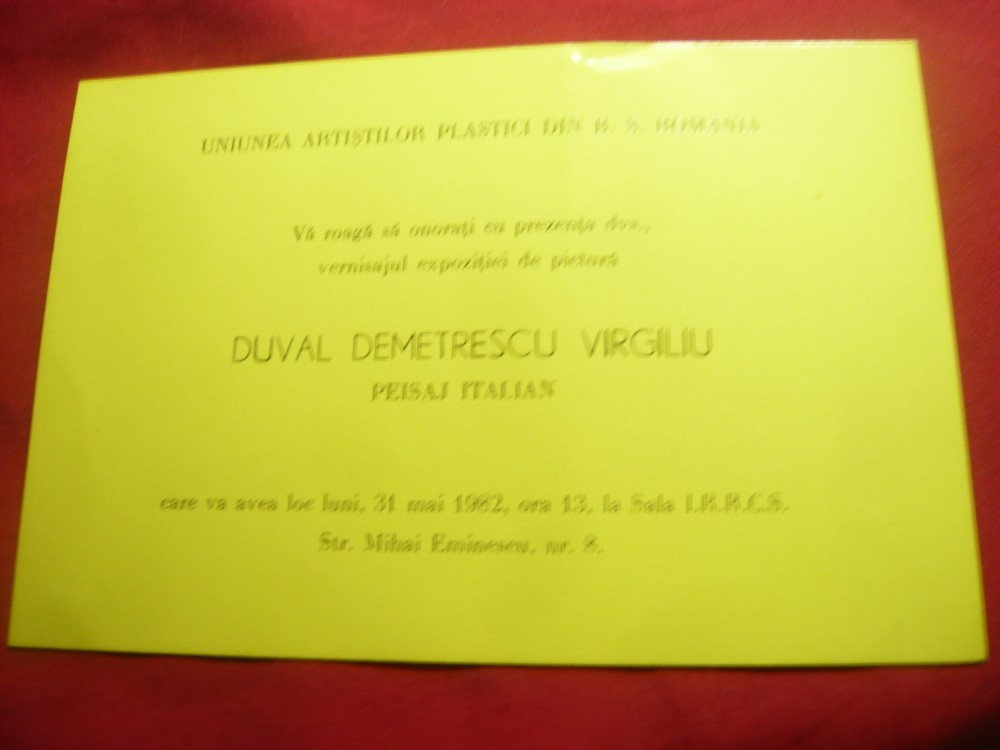 UNIUNEA ARTIȘTILOR PLASTICI DIN R. S. ROMANIA
Vă roagă să onorați cu prezența dvs.,
vernisajul expoziției de pictură
DUVAL DEMETRESCU VIRGILIU
PEISAJ ITALIAN
care va avea loc luni, 31 mai 1982, ora 13, la Sala I.R.R.C.S.
Str. Mihai Eminescu, nr. 8.